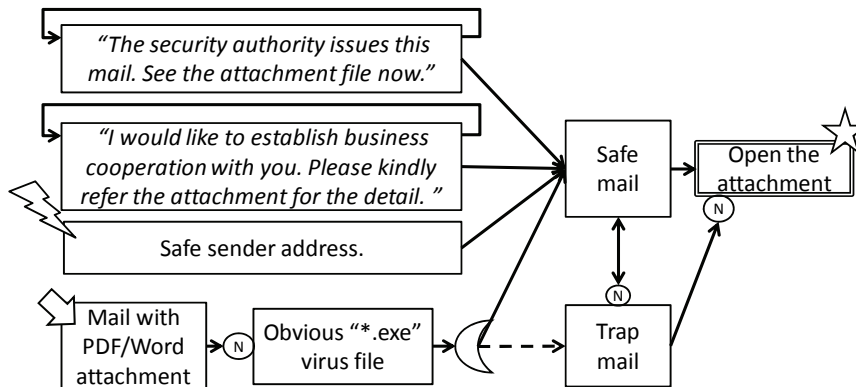 “The security authority issues this
mail. See the attachment file now.”
“I would like to establish business
cooperation with you. Please kindly
refer the attachment for the detail. ”
Safe sender address.
Mail with
PDF/Word
attachment
N
Obvious “*.exe”
virus file
Safe
mail
N
Trap
mail
Open the
attachment
N